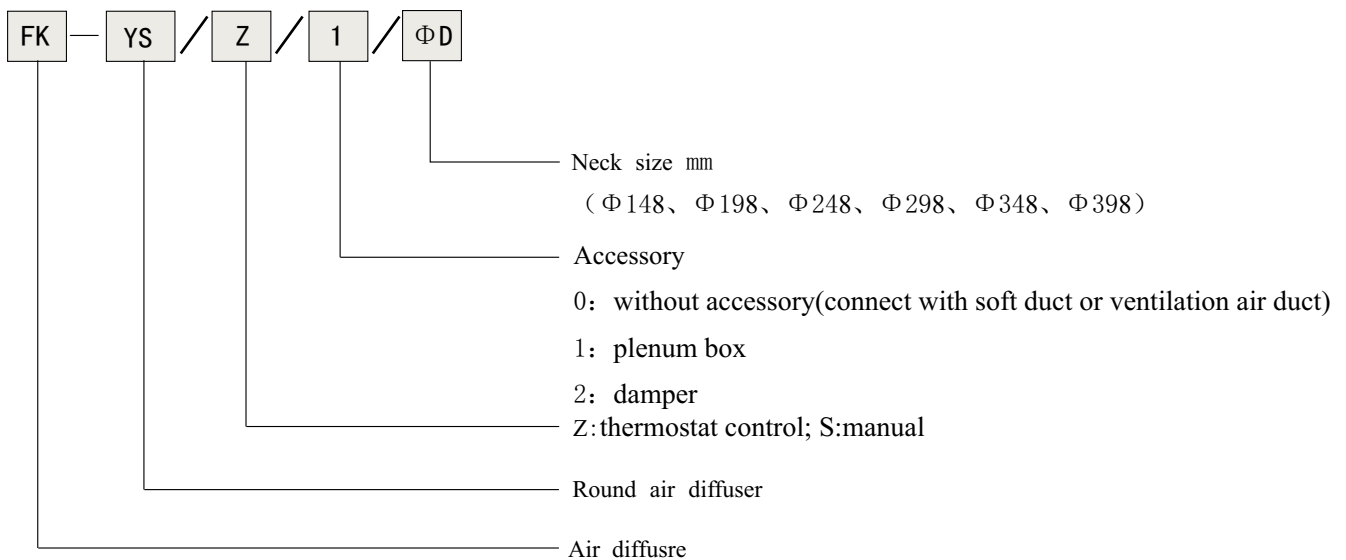 FK — YS / Z / 1 / ΦD
Neck size mm
（Φ148、Φ198、Φ248、Φ298、Φ348、Φ398）
Accessory
0：without accessory(connect with soft duct or ventilation air duct)
1：plenum box
2：damper
Z:thermostat control; S:manual
Round air diffuser
Air diffusre